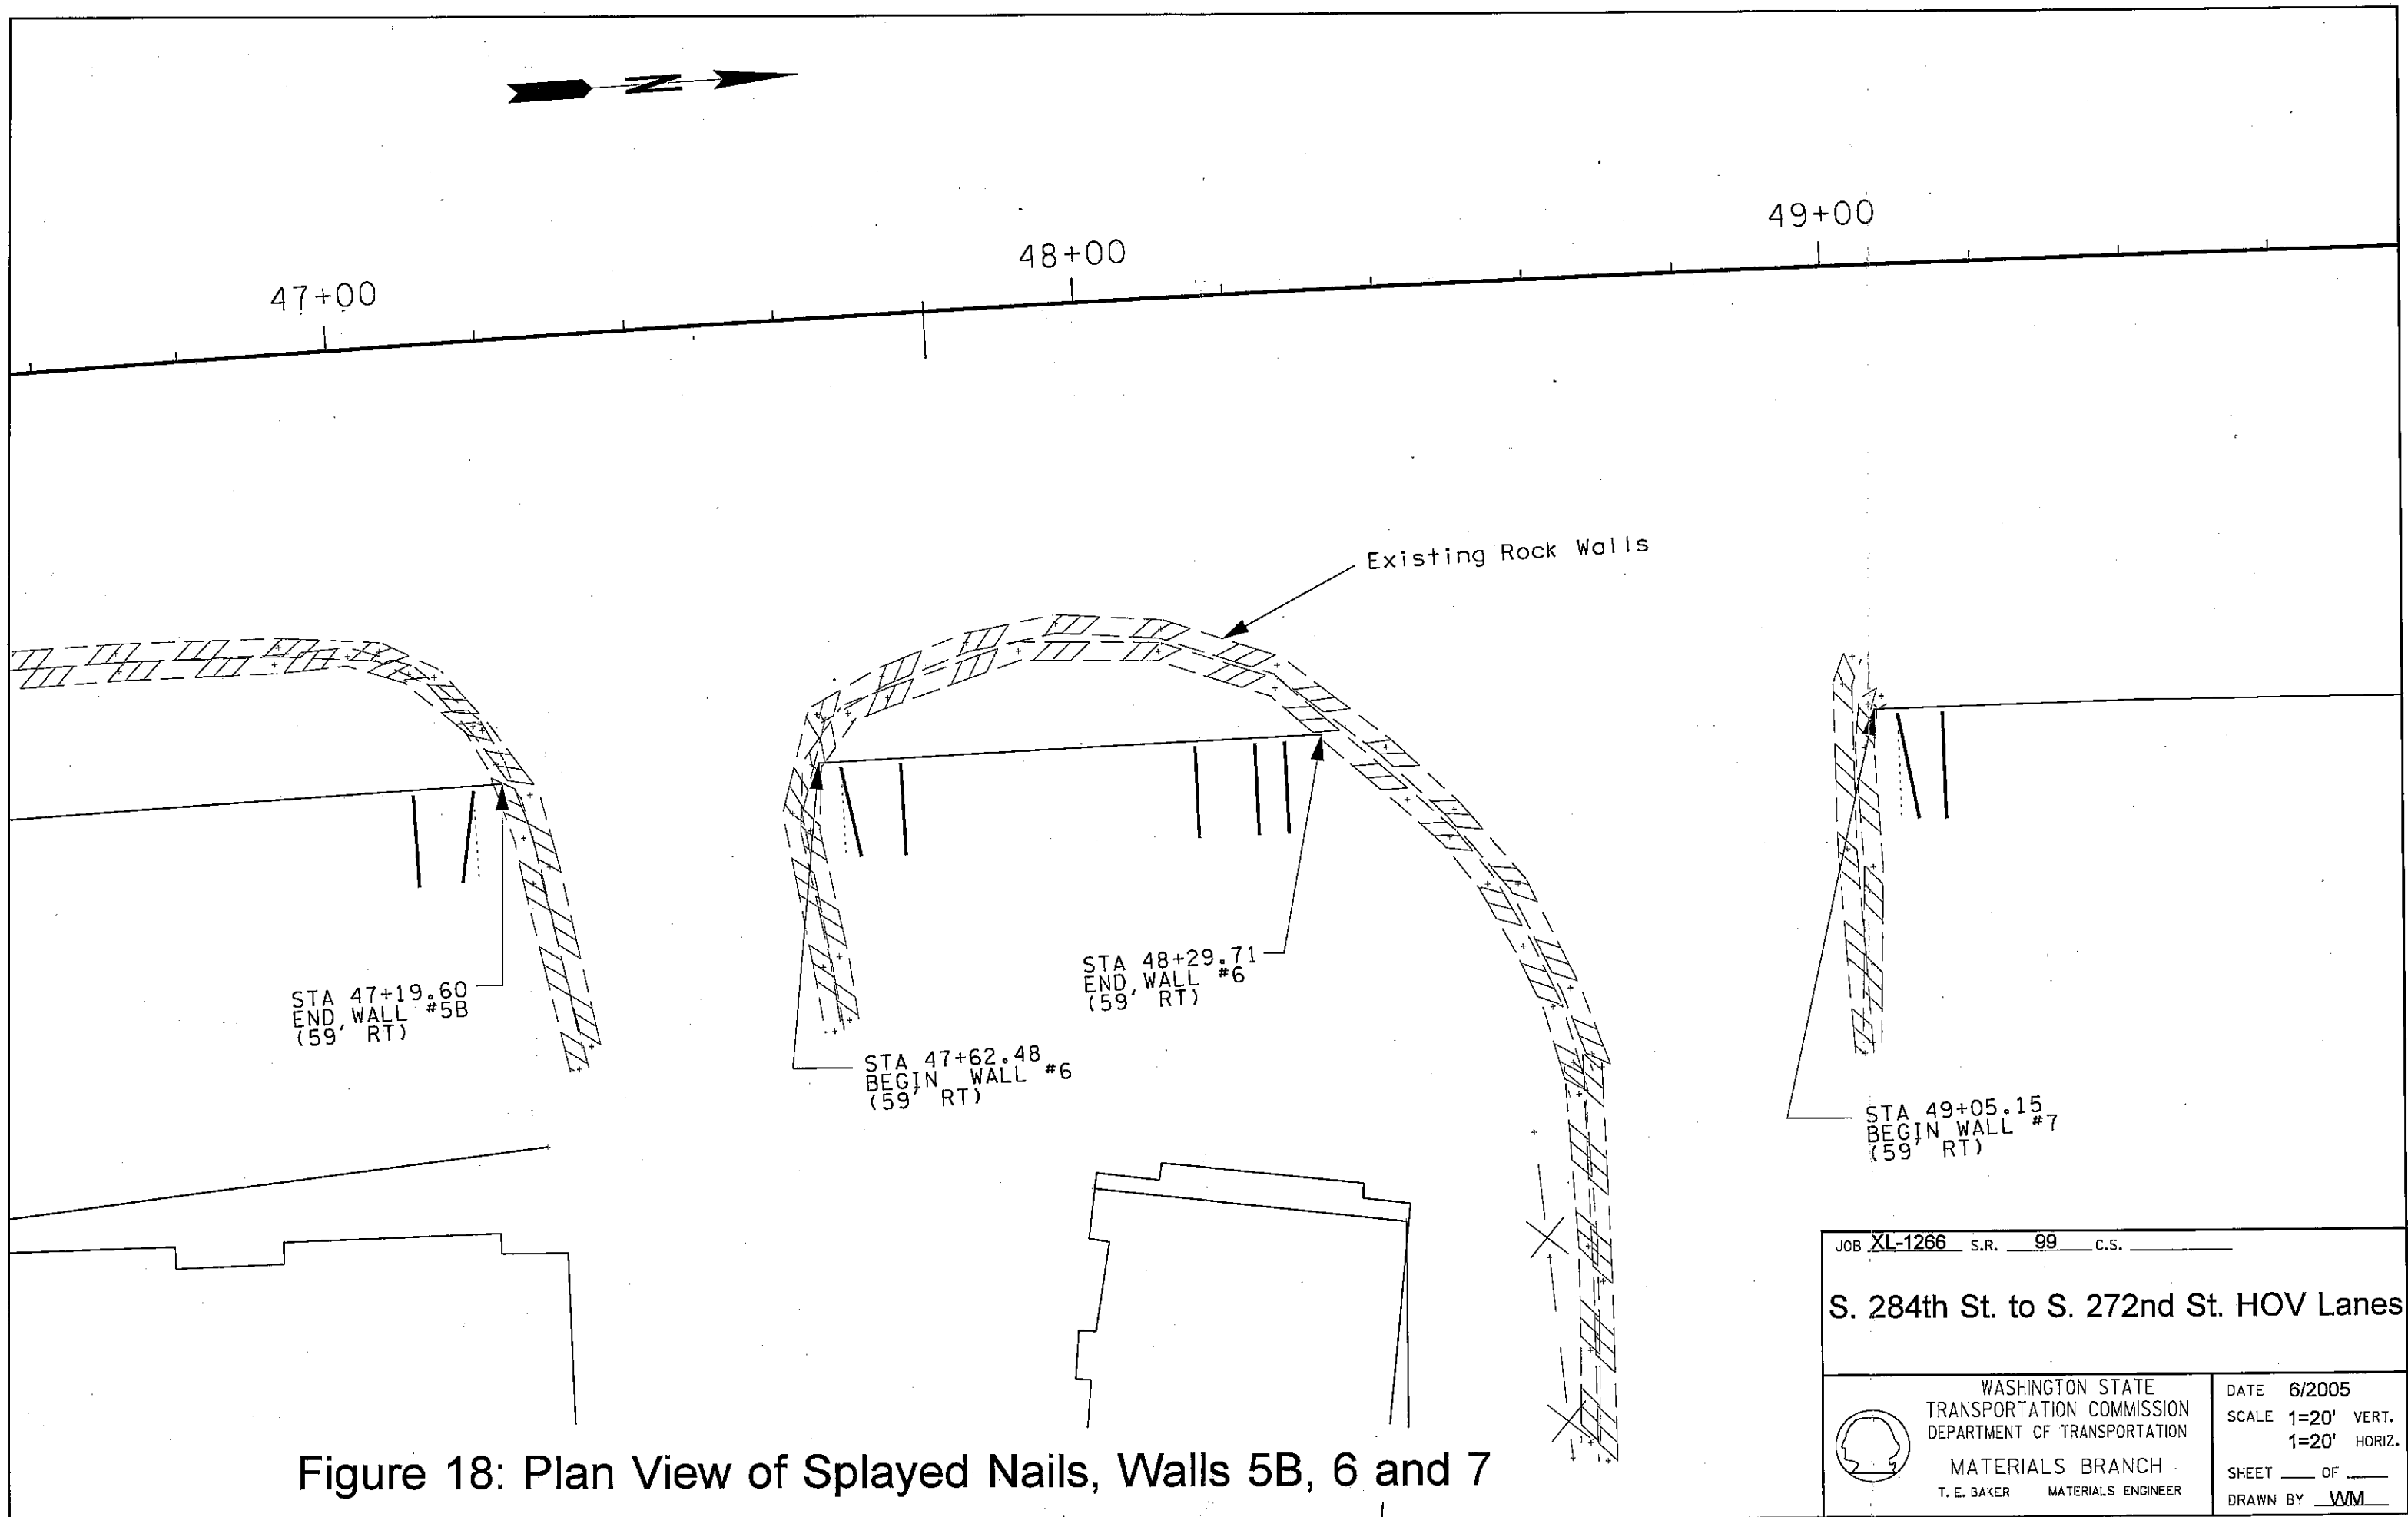 N
47+00
48+00
49+00
Existing Rock Walls
STA 47+19.60
END WALL #5B
(59' RT)
STA 47+62.48
BEGIN WALL #6
(59' RT)
STA 48+29.71
END WALL #6
(59' RT)
STA 49+05.15
BEGIN WALL #7
(59' RT)
JOB XL-1266 S.R. 99 C.S.
S. 284th St. to S. 272nd St. HOV Lanes
WASHINGTON STATE
TRANSPORTATION COMMISSION
DEPARTMENT OF TRANSPORTATION
MATERIALS BRANCH
T. E. BAKER MATERIALS ENGINEER
DATE 6/2005
SCALE 1=20' VERT.
1=20' HORIZ.
SHEET OF
DRAWN BY WM
Figure 18: Plan View of Splayed Nails, Walls 5B, 6 and 7